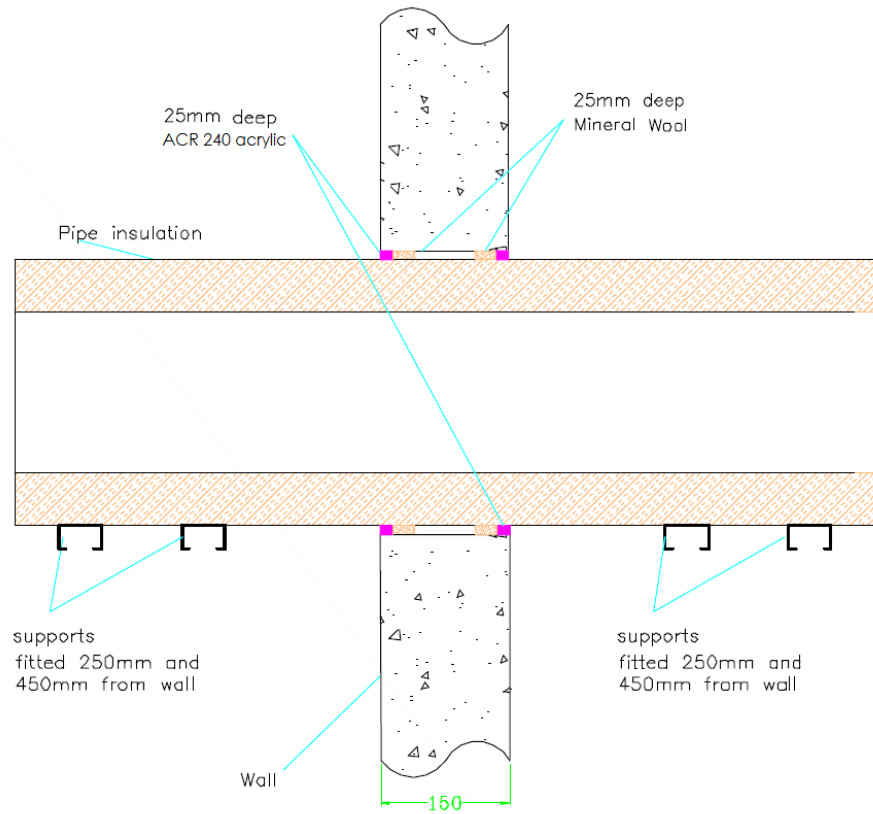 25mm deep
ACR 240 acrylic
25mm deep
Mineral Wool
Pipe insulation
supports
fitted 250mm and
450mm from wall
supports
fitted 250mm and
450mm from wall
Wall
150